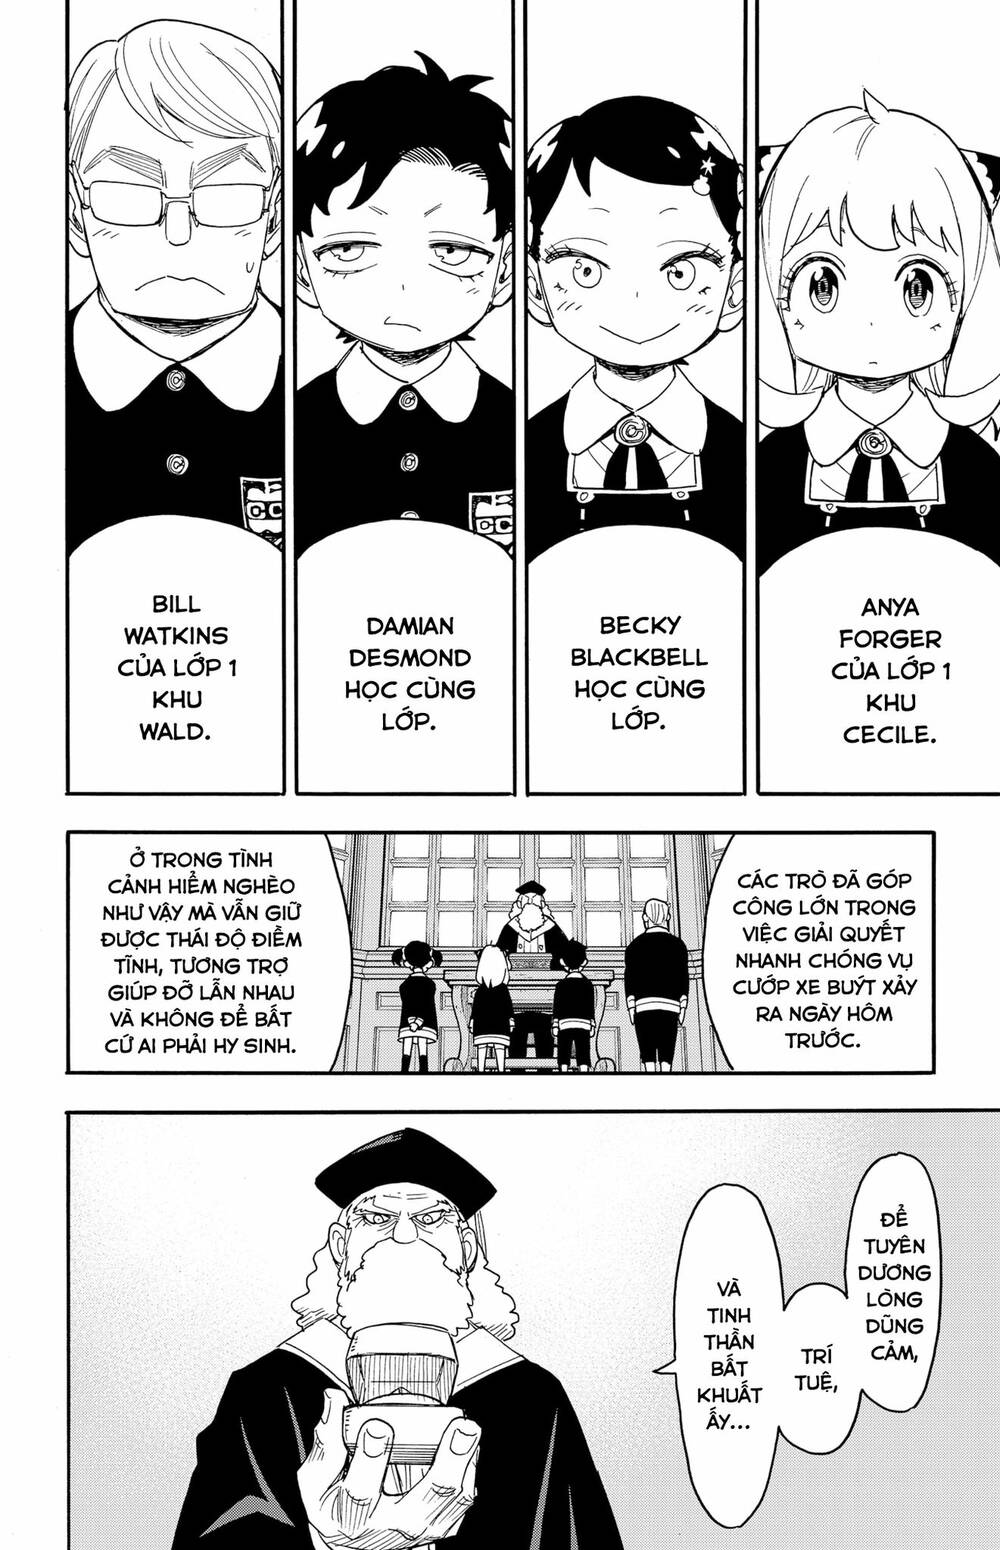 ANYA
FORGER
CỦA LỚP 1
KHU
CECILE.
BECKY
BLACKBELL
HỌC CÙNG
LỚP.
DAMIAN
DESMOND
HỌC CÙNG
LỚP.
BILL
WATKINS
CỦA LỚP 1
KHU
WALD.
CÁC TRÒ ĐÃ GÓP
CÔNG LỚN TRONG
VIỆC GIẢI QUYẾT
NHANH CHÓNG VỤ
CƯỚP XE BUÝT XẢY
RA NGÀY HÔM
TRƯỚC.
Ở TRONG TÌNH
CẢNH HIỂM NGHÈO
NHƯ VẬY MÀ VẪN GIỮ
ĐƯỢC THÁI ĐỘ ĐIỀM
TĨNH, TƯƠNG TRỢ
GIÚP ĐỠ LẪN NHAU
VÀ KHÔNG ĐỂ BẤT
CỨ AI PHẢI HY SINH.
ĐỂ
TUYÊN
DƯƠNG
LÒNG
DŨNG
CẢM,
TRÍ
TUỆ,
VÀ
TINH
THẦN
BẤT
KHUẤT
ẤY...